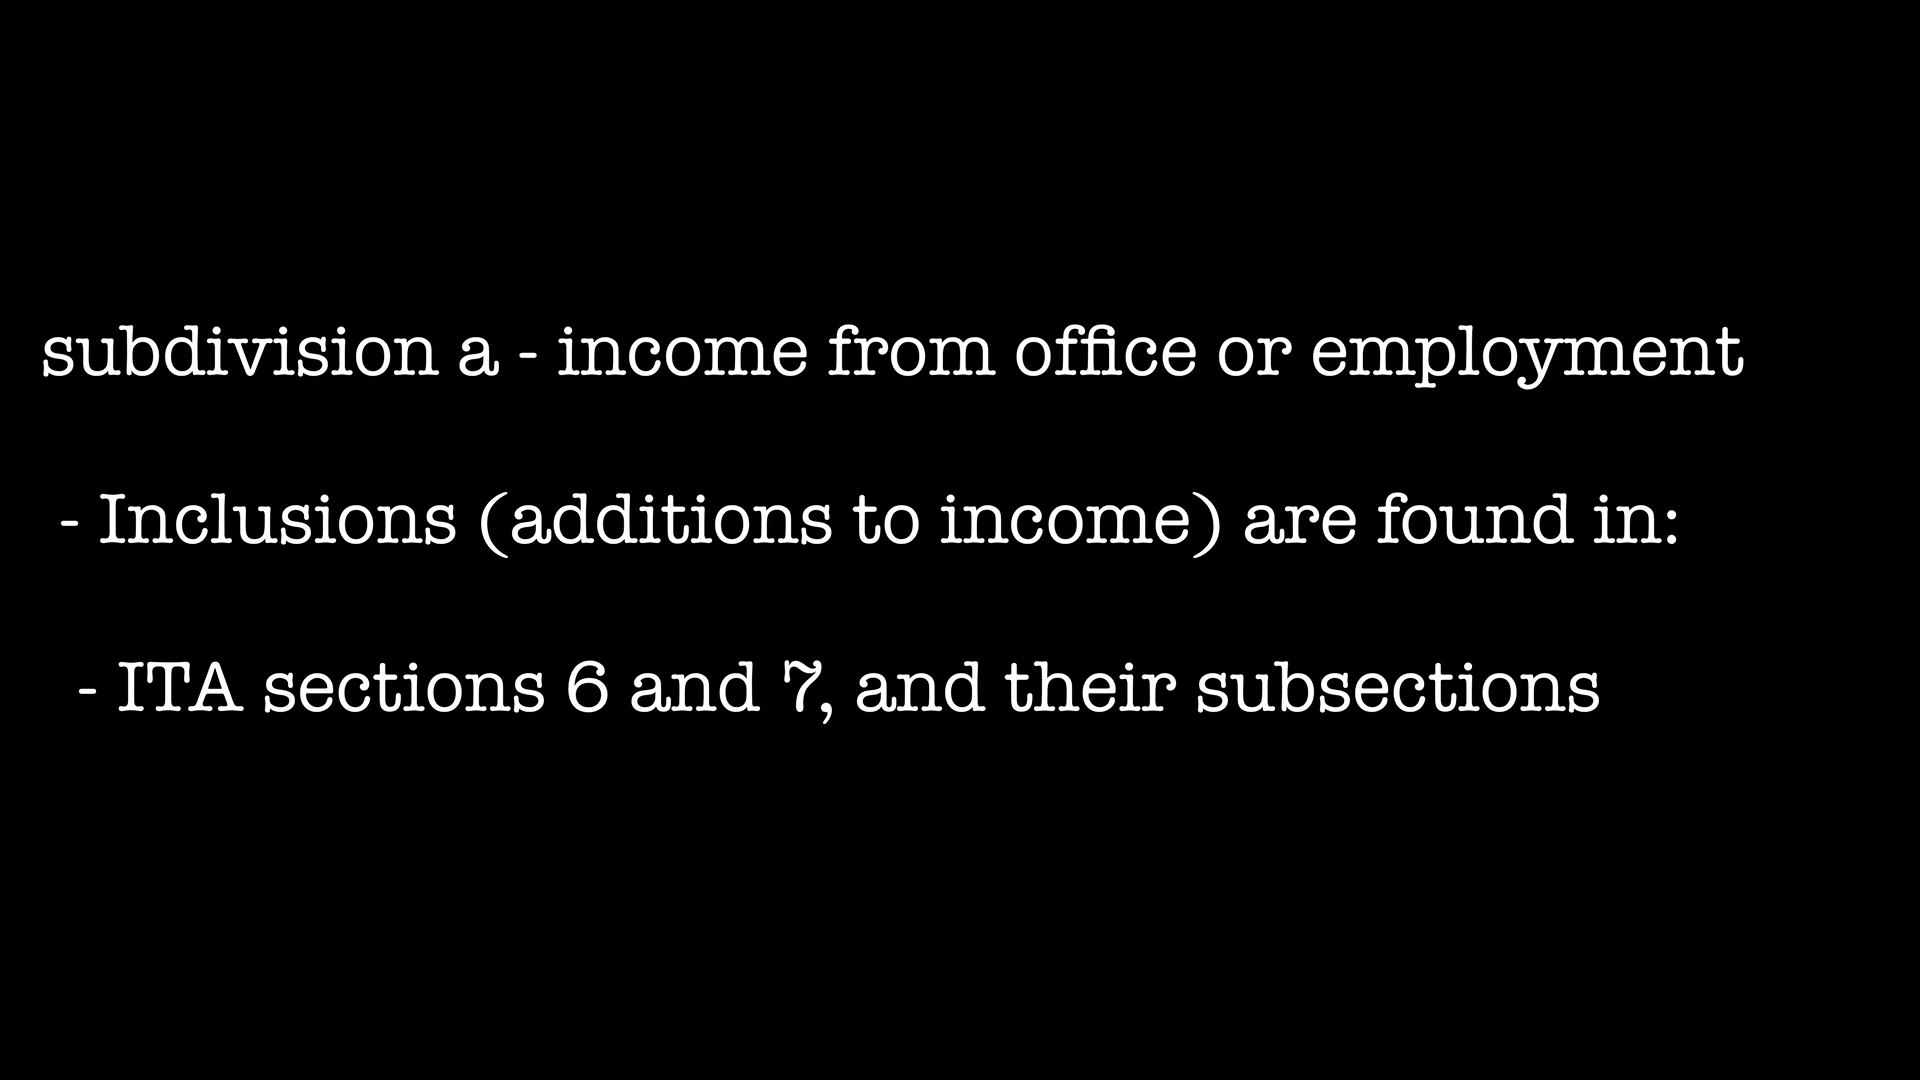 subdivision a - income from office or employment
- Inclusions (additions to income) are found in:
- ITA sections 6 and 7, and their subsections